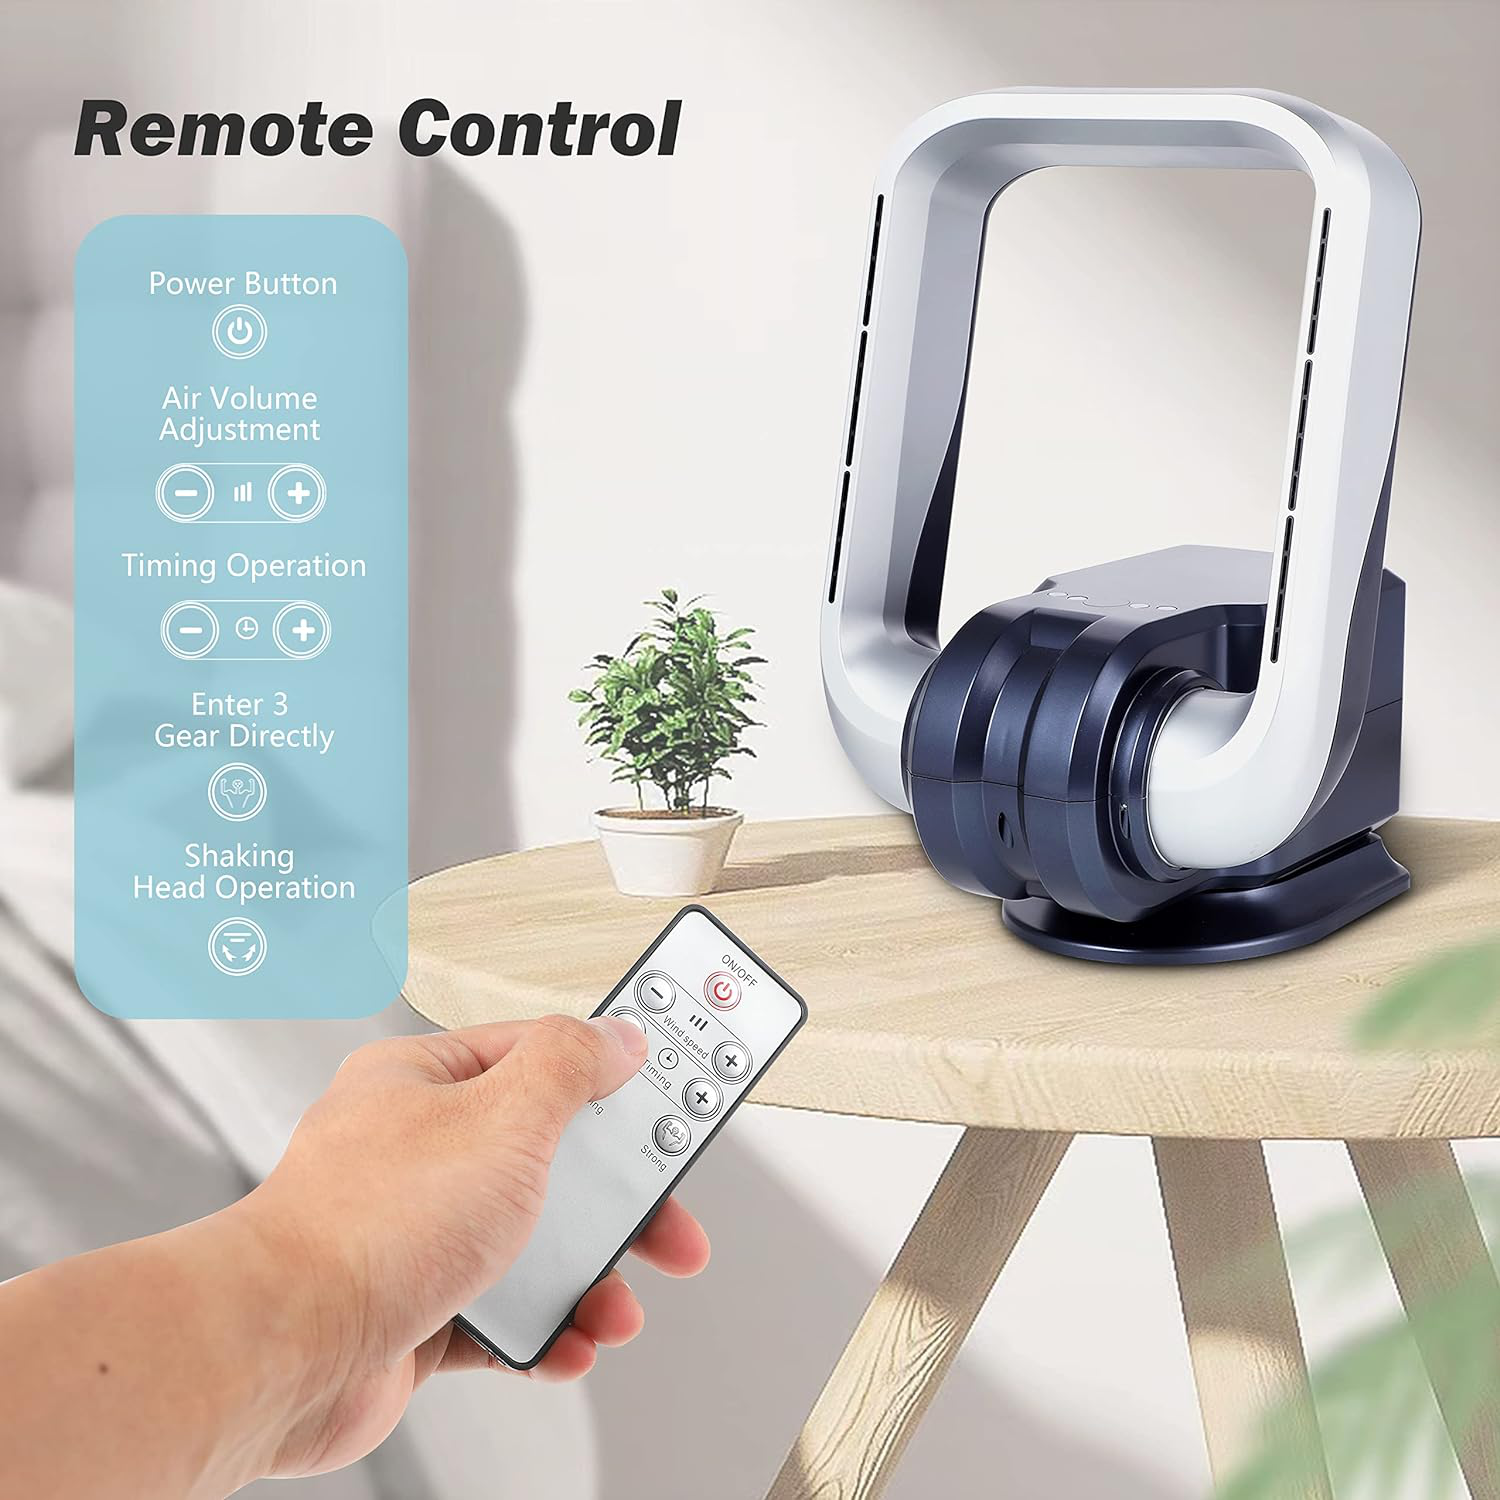 Remote Control
Power Button
Air Volume
Adjustment
Timing Operation
Enter 3
Gear Directly
Shaking
Head Operation
ON/OFF
Wind speed
Timing
Strong